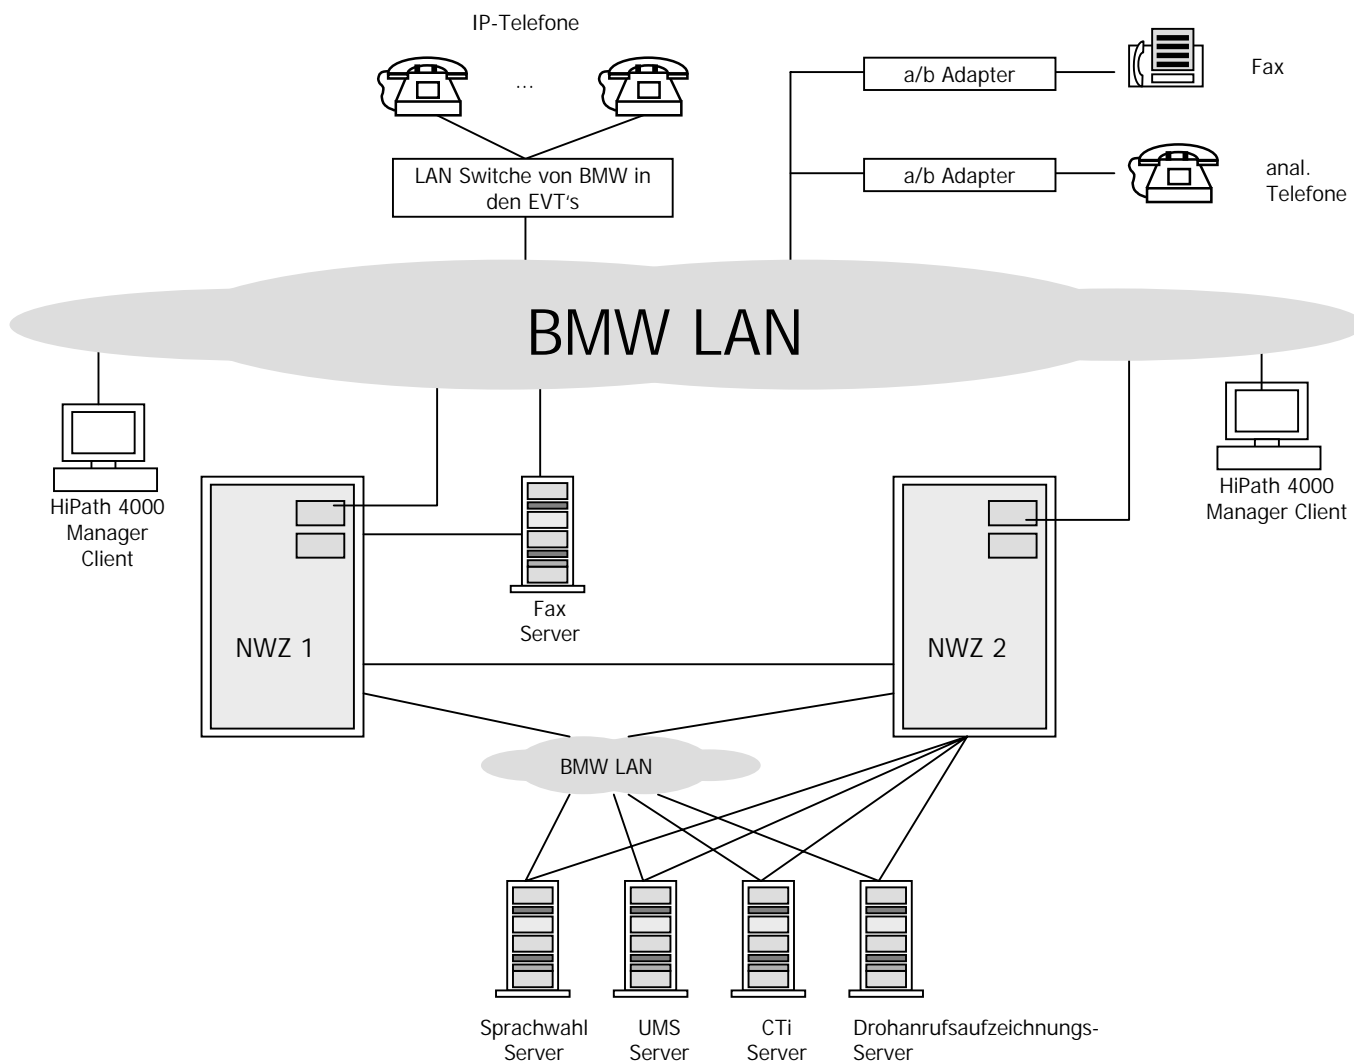 IP-Telefone
...
a/b Adapter
Fax
LAN Switche von BMW in
den EVT's
a/b Adapter
anal.
Telefone
BMW LAN
HiPath 4000
Manager
Client
HiPath 4000
Manager Client
Fax
Server
NWZ 1
NWZ 2
BMW LAN
Sprachwahl
Server
UMS
Server
CTi
Server
Drohanrufsaufzeichnungs-
Server